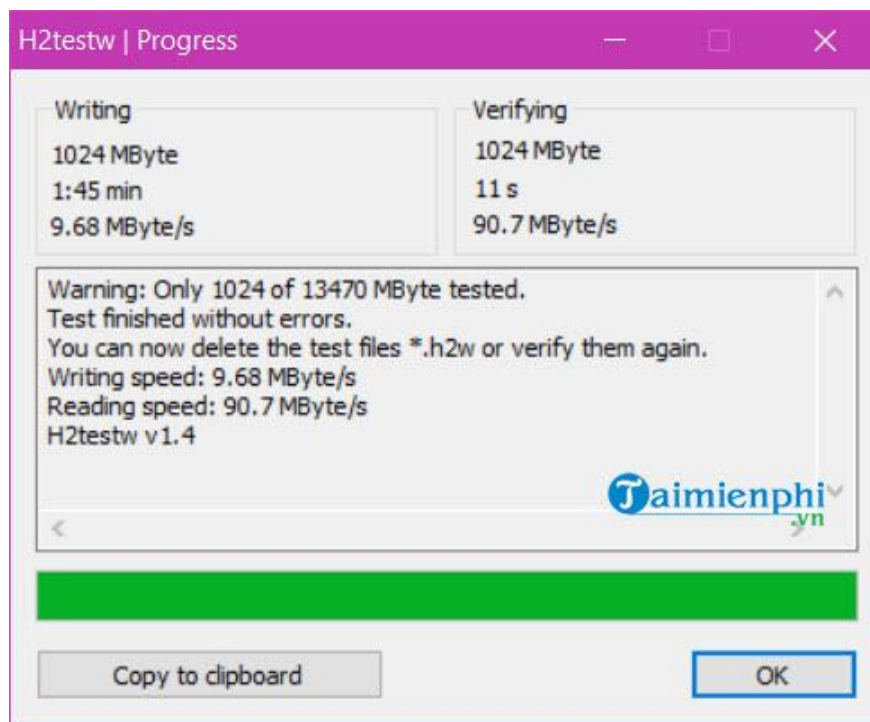 H2testw | Progress
Writing
1024 MByte
1:45 min
9.68 MByte/s
Verifying
1024 MByte
11 s
90.7 MByte/s
Warning: Only 1024 of 13470 MByte tested.
Test finished without errors.
You can now delete the test files *.h2w or verify them again.
Writing speed: 9.68 MByte/s
Reading speed: 90.7 MByte/s
H2testw v1.4
Taimienphi
.vn
Copy to clipboard
OK